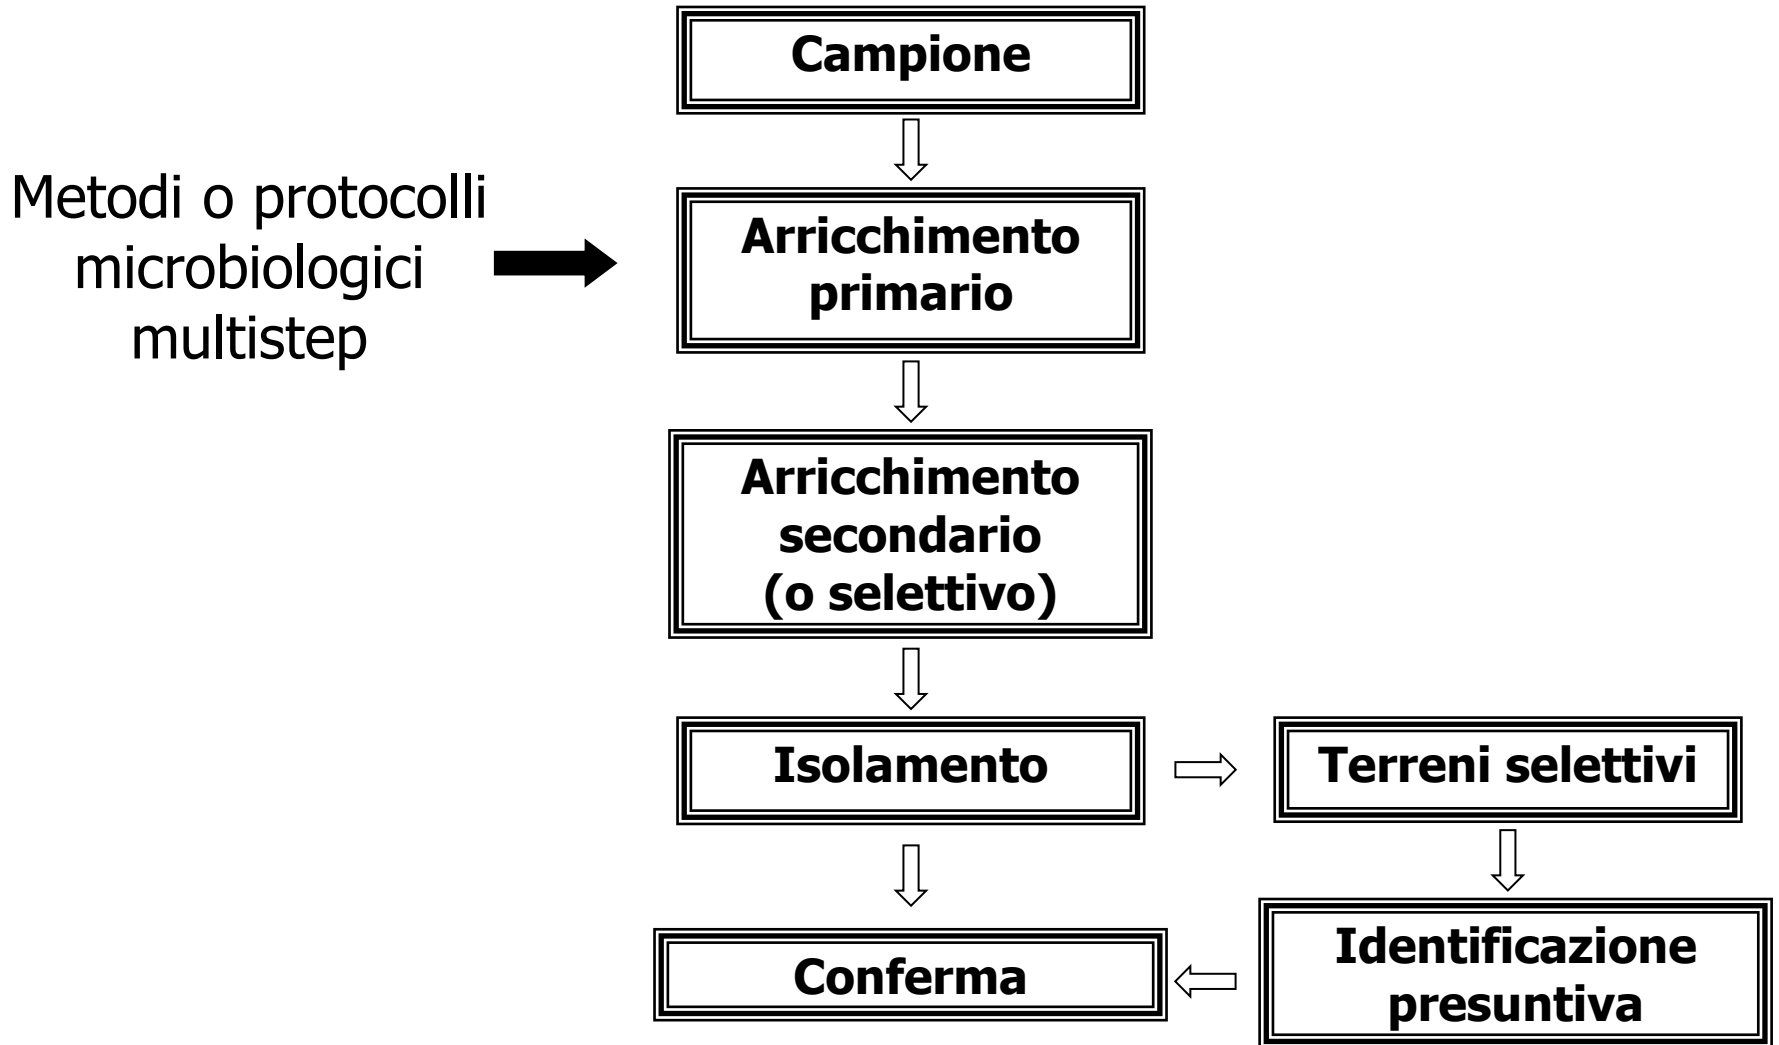 Campione
Metodi o protocolli
microbiologici
multistep
Arricchimento
primario
Arricchimento
secondario
(o selettivo)
Isolamento
Terreni selettivi
Identificazione
presuntiva
Conferma